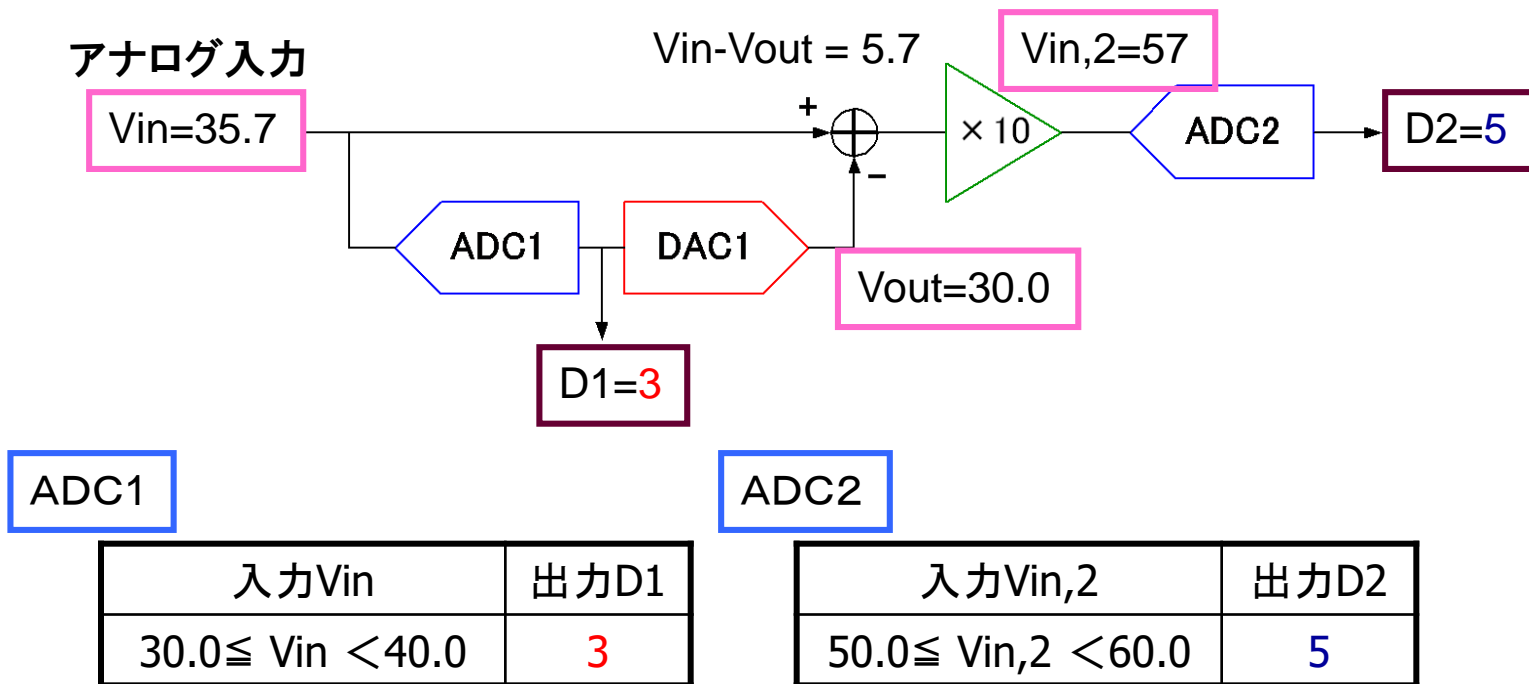 アナログ入力
Vin-Vout = 5.7
Vin,2=57
Vin=35.7
+
×10
ADC2
D2=5
−
ADC1
DAC1
Vout=30.0
D1=3
ADC1
ADC2
入力Vin 出力D1
30.0≦ Vin <40.0 3
入力Vin,2 出力D2
50.0≦ Vin,2 <60.0 5